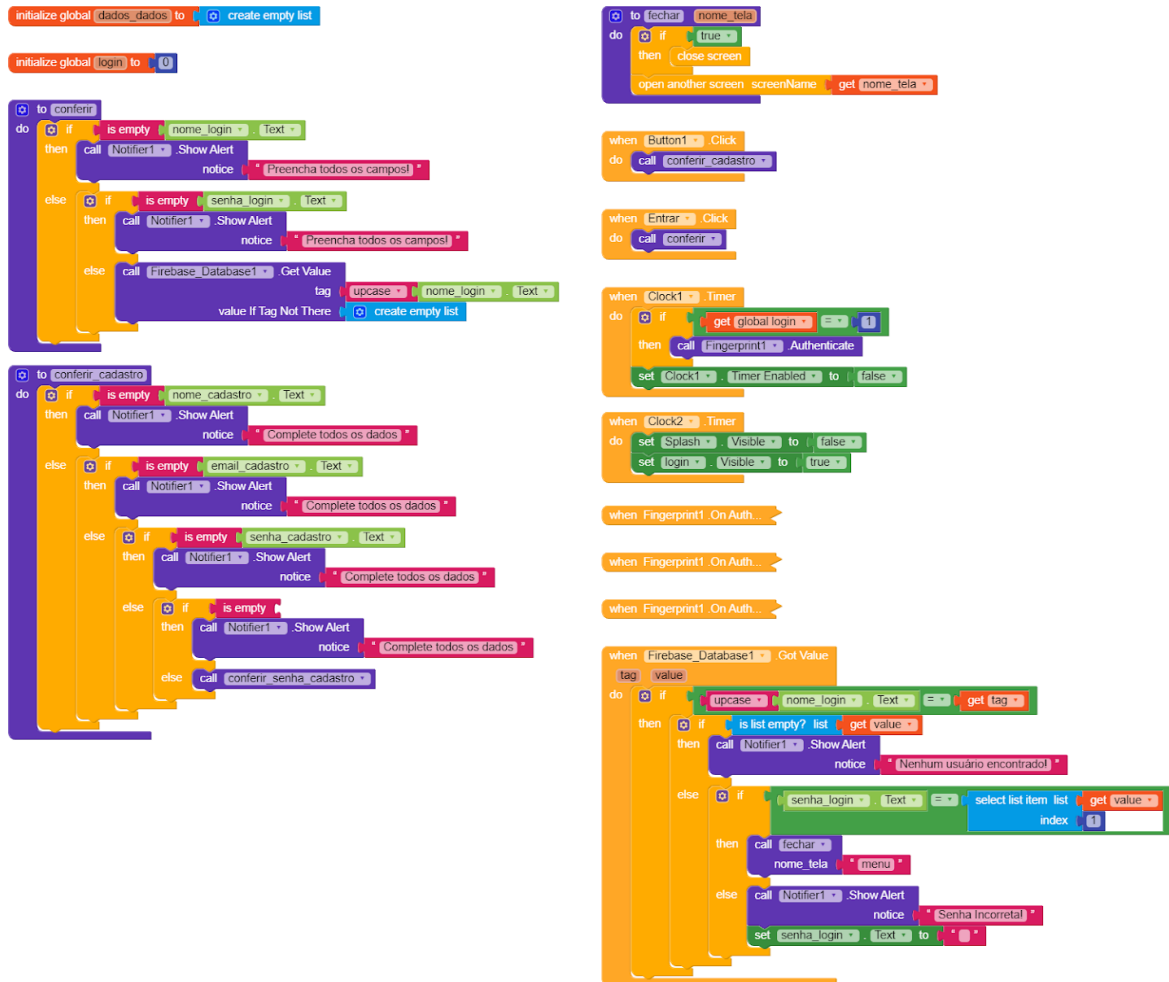 initialize global dados_dados to create empty list
initialize global login to 0
to conferir
do if is empty nome_login . Text
then call Notifier1 .Show Alert
notice " Preencha todos os campos! "
else if is empty senha_login . Text
then call Notifier1 .Show Alert
notice " Preencha todos os campos! "
else call Firebase_Database1 .Get Value
tag upcase nome_login . Text
value If Tag Not There create empty list
to conferir_cadastro
do if is empty nome_cadastro . Text
then call Notifier1 .Show Alert
notice " Complete todos os dados "
else if is empty email_cadastro . Text
then call Notifier1 .Show Alert
notice " Complete todos os dados "
else if is empty senha_cadastro . Text
then call Notifier1 .Show Alert
notice " Complete todos os dados "
else if is empty
then call Notifier1 .Show Alert
notice " Complete todos os dados "
else call conferir_senha_cadastro
to fechar nome_tela
do if true
then close screen
open another screen screenName get nome_tela
when Button1 .Click
do call conferir_cadastro
when Entrar .Click
do call conferir
when Clock1 .Timer
do if get global login = 1
then call Fingerprint1 .Authenticate
set Clock1 . Timer Enabled to false
when Clock2 .Timer
do set Splash . Visible to false
set login . Visible to true
when Fingerprint1 .On Auth...
when Fingerprint1 .On Auth...
when Fingerprint1 .On Auth...
when Firebase_Database1 .Got Value
tag value
do if upcase nome_login . Text = get tag
then if is list empty? list get value
then call Notifier1 .Show Alert
notice " Nenhum usuário encontrado! "
else if senha_login . Text = select list item list get value
index 1
then call fechar
nome_tela " menu "
else call Notifier1 .Show Alert
notice " Senha Incorreta! "
set senha_login . Text to " "